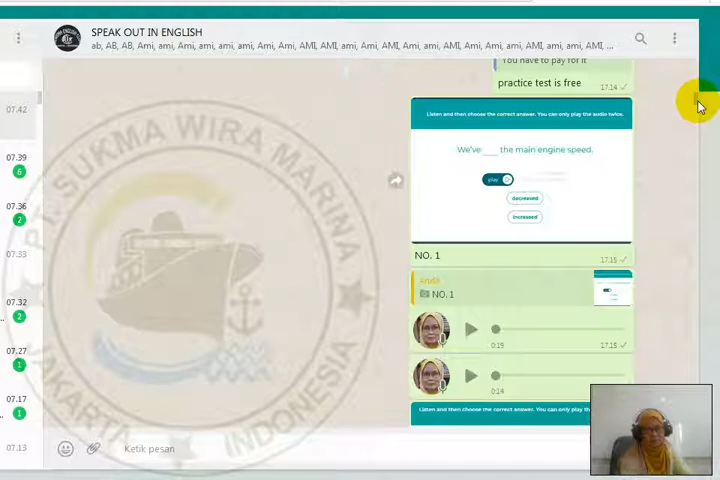 SPEAK OUT IN ENGLISH
ab, AB, AB, Ami, ami, Ami, ami, ami, ami, Ami, Ami, AMI, AMI, ami, Ami, AMI, AMI, Ami, ami, Ami, AMI, ami, ami, AMI, ...
You have to pay for it
practice test is free
17.14
07.42
Listen and then choose the correct answer. You can only play the audio twice.
We've ___ the main engine speed.
play
decreased
increased
NO. 1
17.15
07.39
6
07.36
2
07.33
07.32
2
07.27
1
07.17
1
07.13
NO. 1
0:19
17.15
0:14
Listen and then choose the correct answer. You can only play th
PT. SUKMA WIRA MARINA
JAKARTA INDONESIA
Ketik pesan